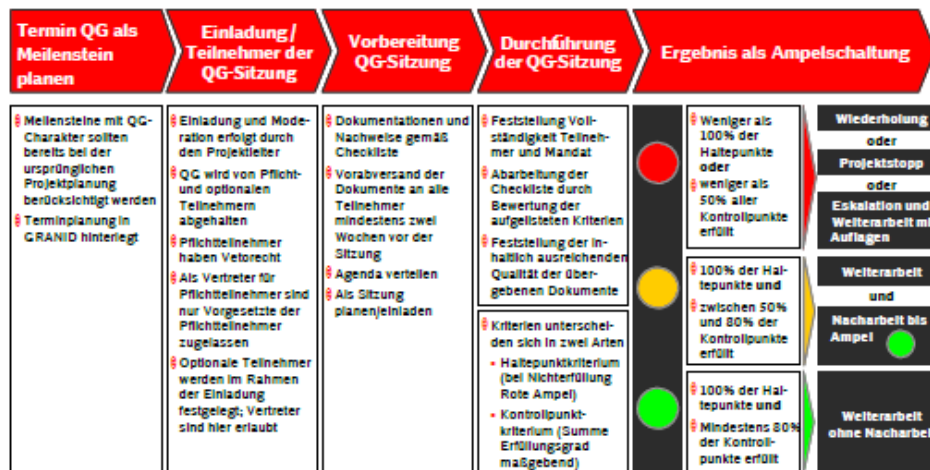 Termin QG als
Meilenstein
planen
Einladung /
Teilnehmer der
QG-Sitzung
Vorbereitung
QG-Sitzung
Durchführung
der QG-Sitzung
Ergebnis als Ampelschaltung
Meilensteine mit QG-
Charakter sollten
bereits bei der
ursprünglichen
Projektplanung
berücksichtigt werden
Terminplanung in
GRANID hinterlegt
Einladung und Mode-
ration erfolgt durch
den Projektleiter
QG wird von Pflicht-
und optionalen
Teilnehmern
abgehalten
Pflichtteilnehmer
haben Vetorecht
Als Vertreter für
Pflichtteilnehmer sind
nur Vorgesetzte der
Pflichtteilnehmer
zugelassen
Optionale Teilnehmer
werden im Rahmen
der Einladung
festgelegt; Vertreter
sind hier erlaubt
Dokumentationen und
Nachweise gemäß
Checkliste
Vorabversand der
Dokumente an alle
Teilnehmer
mindestens zwei
Wochen vor der
Sitzung
Agenda verteilen
Als Sitzung
planen/einladen
Feststellung Voll-
ständigkeit Teilneh-
mer und Mandat
Abarbeitung der
Checkliste durch
Bewertung der
aufgelisteten Kriterien
Feststellung der in-
haltlich ausreichenden
Qualität der über-
gebenen Dokumente
Kriterien unterschei-
den sich in zwei Arten
- Haltepunktkriterium
(bei Nichterfüllung
Rote Ampel)
- Kontrollpunkt-
kriterium (Summe
Erfüllungsgrad
maßgebend)
Weniger als
100% der
Haltepunkte
oder
weniger als
50% aller
Kontrollpunkte
erfüllt
Wiederholung
oder
Projektstopp
oder
Eskalation und
Weiterarbeit mi
Auflagen
100% der Hal-
tepunkte und
zwischen 50%
und 80% der
Kontrollpunkte
erfüllt
Weiterarbeit
und
Nacharbeit bis
Ampel
100% der Hal-
tepunkte und
Mindestens 80%
der Kontroll-
punkte erfüllt
Weiterarbeit
ohne Nacharbei